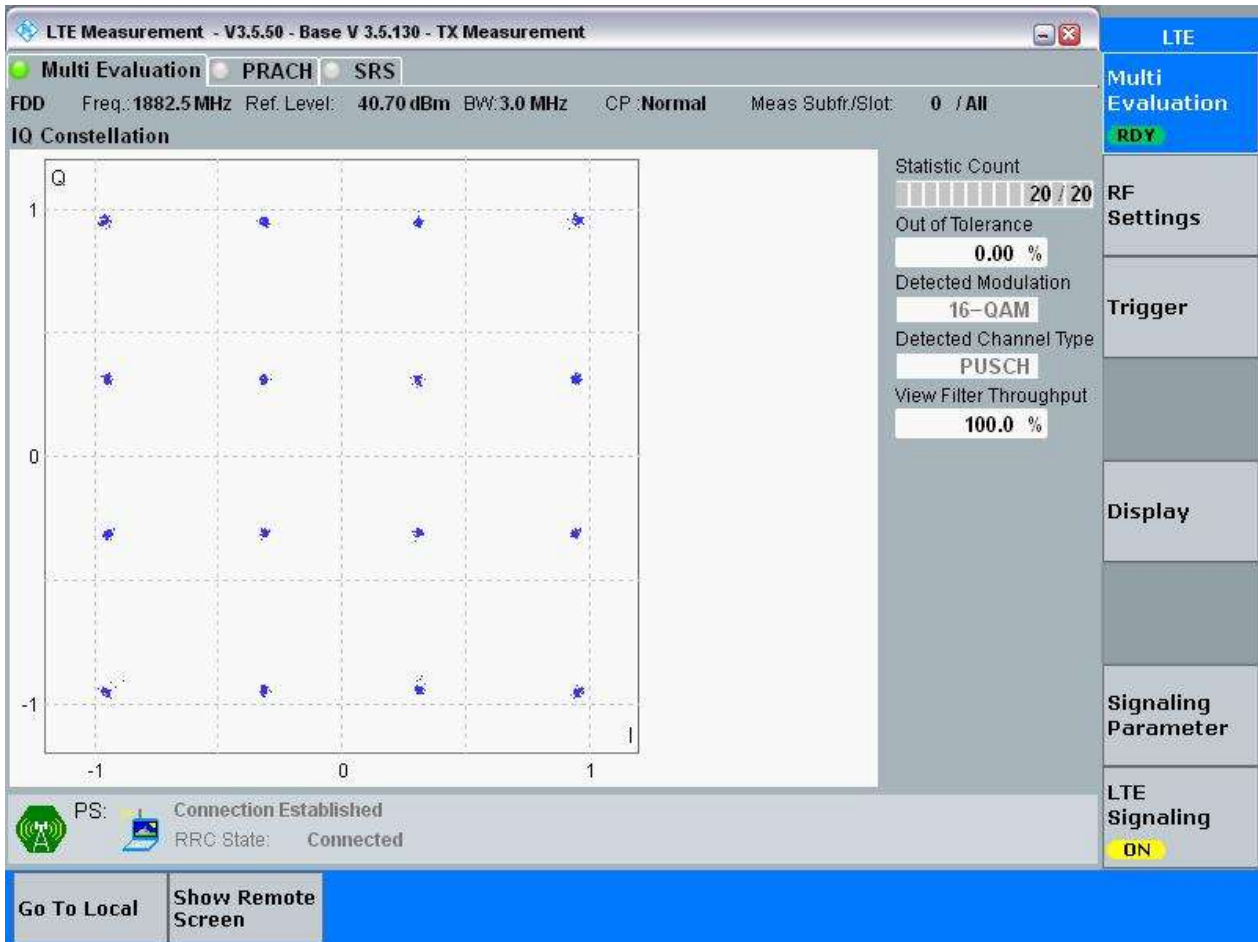 LTE Measurement - V3.5.50 - Base V 3.5.130 - TX Measurement
LTE
Multi Evaluation PRACH SRS
Multi Evaluation
RDY
FDD Freq.: 1882.5 MHz Ref. Level: 40.70 dBm BW: 3.0 MHz CP : Normal Meas Subfr./Slot: 0 / All
IQ Constellation
Q
1
0
-1
-1 0 1
I
Statistic Count
20 / 20
Out of Tolerance
0.00 %
Detected Modulation
16-QAM
Detected Channel Type
PUSCH
View Filter Throughput
100.0 %
RF
Settings
Trigger
Display
Signaling
Parameter
LTE
Signaling
ON
PS: Connection Established
RRC State: Connected
Go To Local
Show Remote
Screen